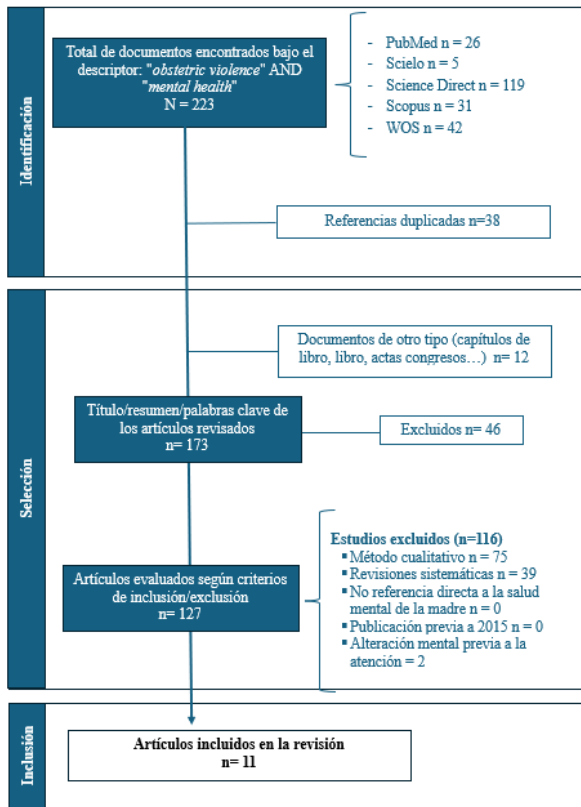 Identificación
Total de documentos encontrados bajo el
descriptor: "obstetric violence" AND
"mental health"
N = 223
- PubMed n = 26
- Scielo n = 5
- Science Direct n = 119
- Scopus n = 31
- WOS n = 42
Referencias duplicadas n=38
Selección
Documentos de otro tipo (capítulos de
libro, libro, actas congresos…) n= 12
Título/resumen/palabras clave de
los artículos revisados
n= 173
Excluidos n= 46
Artículos evaluados según criterios
de inclusión/exclusión
n= 127
Estudios excluidos (n=116)
▪ Método cualitativo = 75
▪ Revisiones sistemáticas n = 39
▪ No referencia directa a la salud
mental de la madre n = 0
▪ Publicación previa a 2015 n = 0
▪ Alteración mental previa a la
atención = 2
Inclusión
Artículos incluidos en la revisión
n= 11